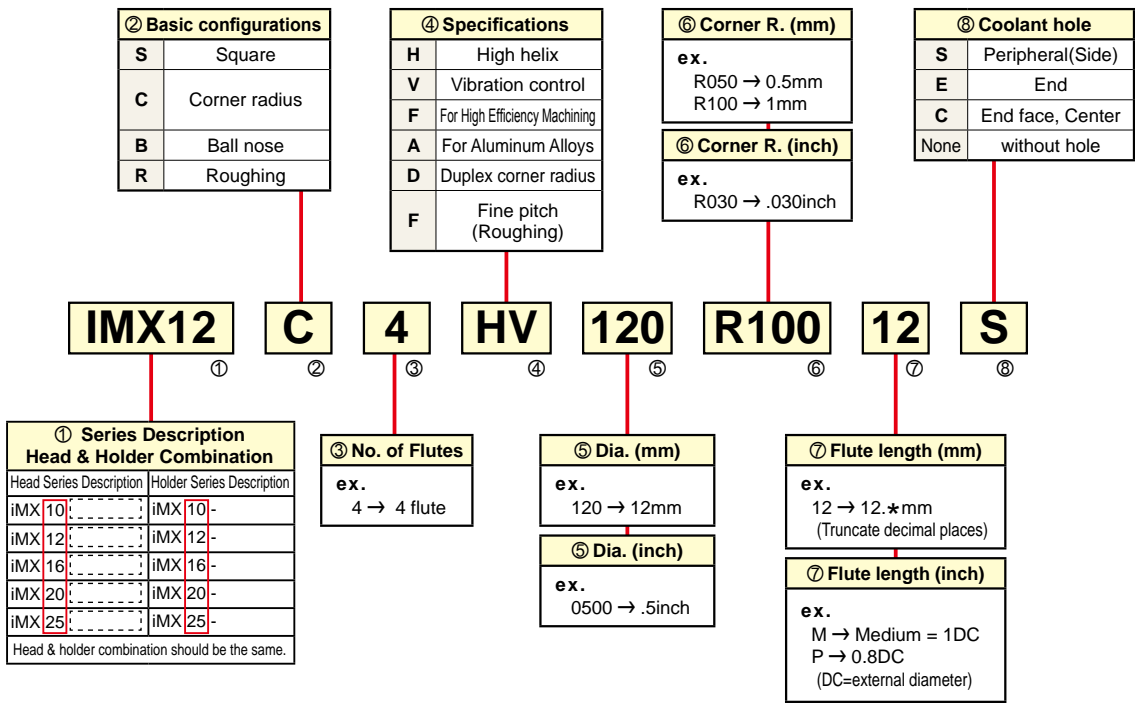 ② Basic configurations
S Square
C Corner radius
B Ball nose
R Roughing
④ Specifications
H High helix
V Vibration control
F For High Efficiency Machining
A For Aluminum Alloys
D Duplex corner radius
F Fine pitch
(Roughing)
⑥ Corner R. (mm)
ex.
R050 → 0.5mm
R100 → 1mm
⑥ Corner R. (inch)
ex.
R030 → .030inch
⑧ Coolant hole
S Peripheral(Side)
E End
C End face, Center
None without hole
IMX12 C 4 HV 120 R100 12 S
① ② ③ ④ ⑤ ⑥ ⑦ ⑧
① Series Description
Head & Holder Combination
Head Series Description Holder Series Description
iMX 10 iMX 10 -
iMX 12 iMX 12 -
iMX 16 iMX 16 -
iMX 20 iMX 20 -
iMX 25 iMX 25 -
Head & holder combination should be the same.
③ No. of Flutes
ex.
4 → 4 flute
⑤ Dia. (mm)
ex.
120 → 12mm
⑤ Dia. (inch)
ex.
0500 → .5inch
⑦ Flute length (mm)
ex.
12 → 12.★mm
(Truncate decimal places)
⑦ Flute length (inch)
ex.
M → Medium = 1DC
P → 0.8DC
(DC=external diameter)